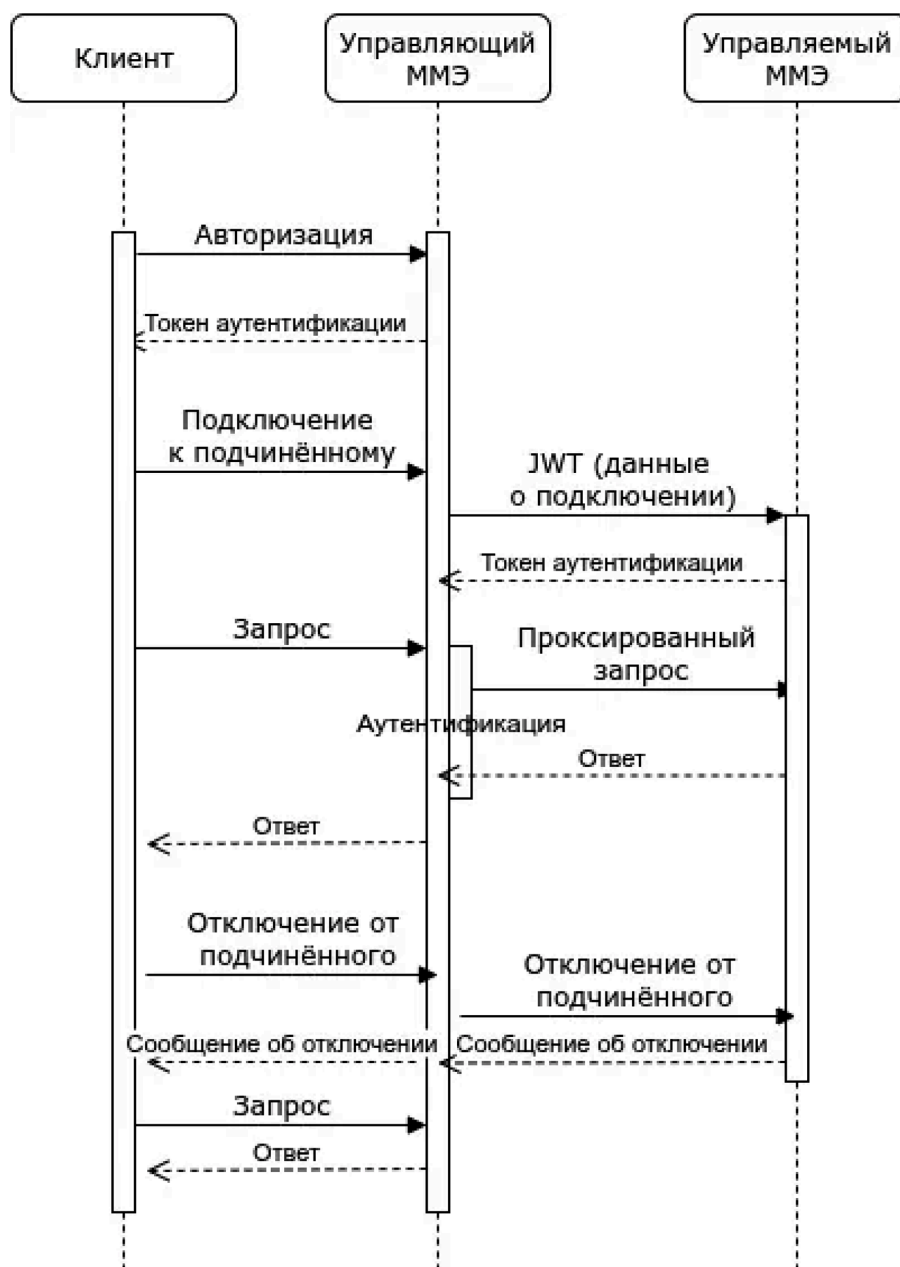 Клиент
Управляющий
ММЭ
Управляемый
ММЭ
Авторизация
Токен аутентификации
Подключение
к подчинённому
JWT (данные
о подключении)
Токен аутентификации
Запрос
Проксированный
запрос
Аутентификация
Ответ
Ответ
Отключение от
подчинённого
Отключение от
подчинённого
Сообщение об отключении
Сообщение об отключении
Запрос
Ответ